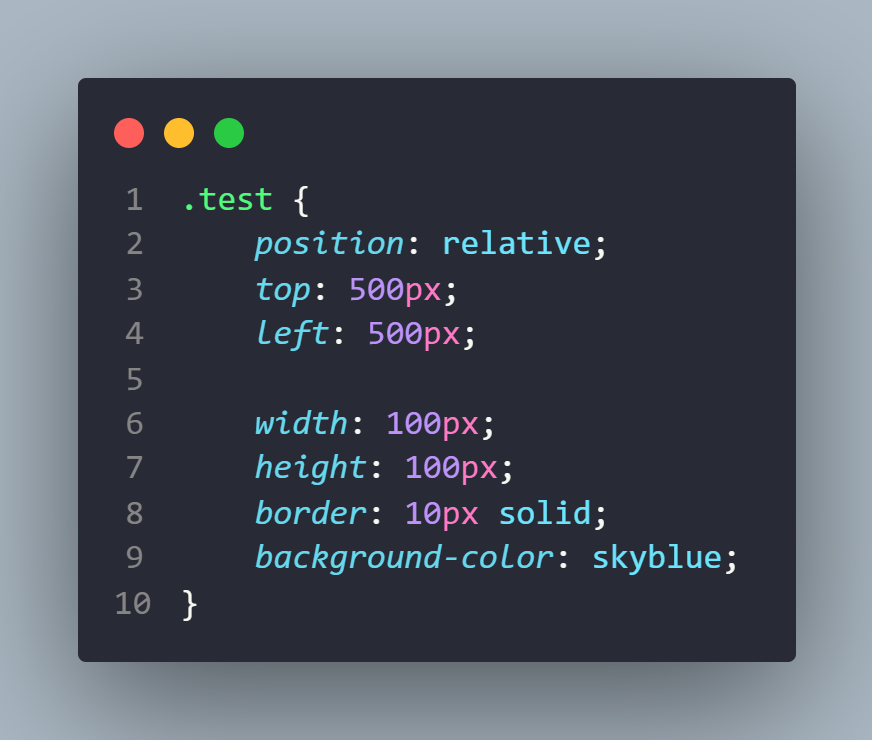 1 .test {
2     position: relative;
3     top: 500px;
4     left: 500px;
5
6     width: 100px;
7     height: 100px;
8     border: 10px solid;
9     background-color: skyblue;
10 }